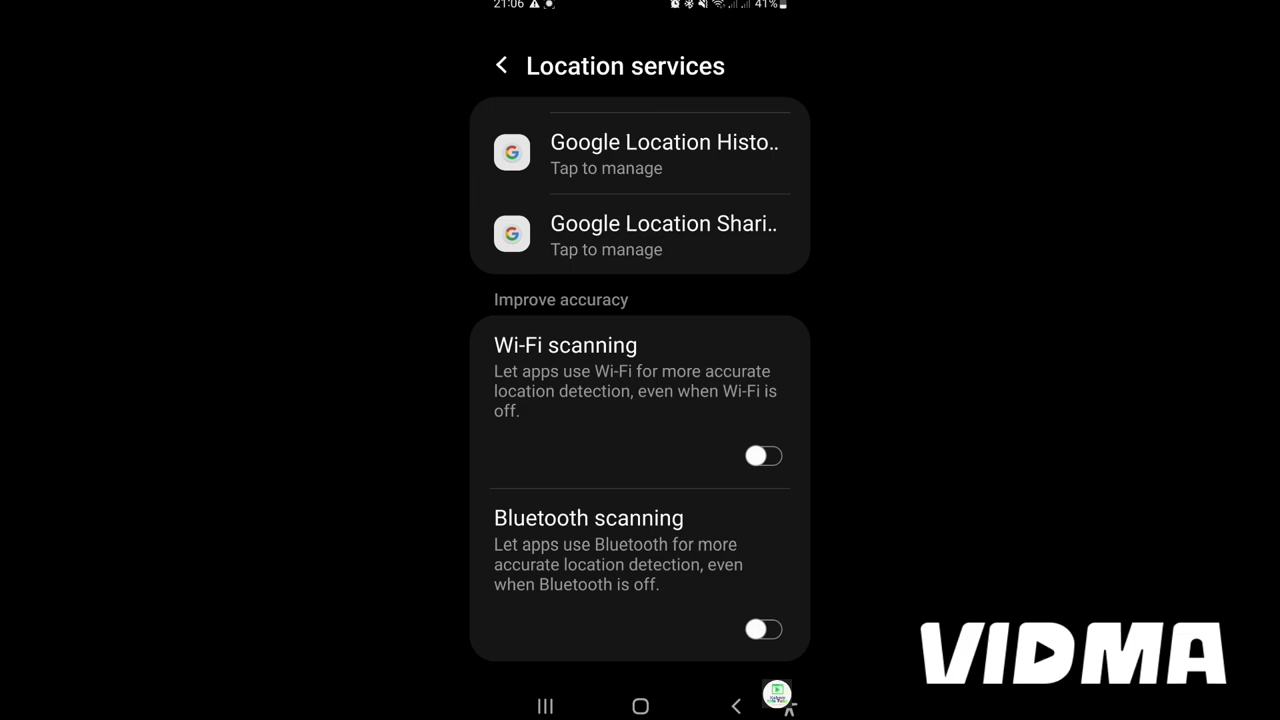 21:06
41%
Location services
Google Location Histo..
Tap to manage
Google Location Shari..
Tap to manage
Improve accuracy
Wi-Fi scanning
Let apps use Wi-Fi for more accurate
location detection, even when Wi-Fi is
off.
Bluetooth scanning
Let apps use Bluetooth for more
accurate location detection, even
when Bluetooth is off.
VIDMA